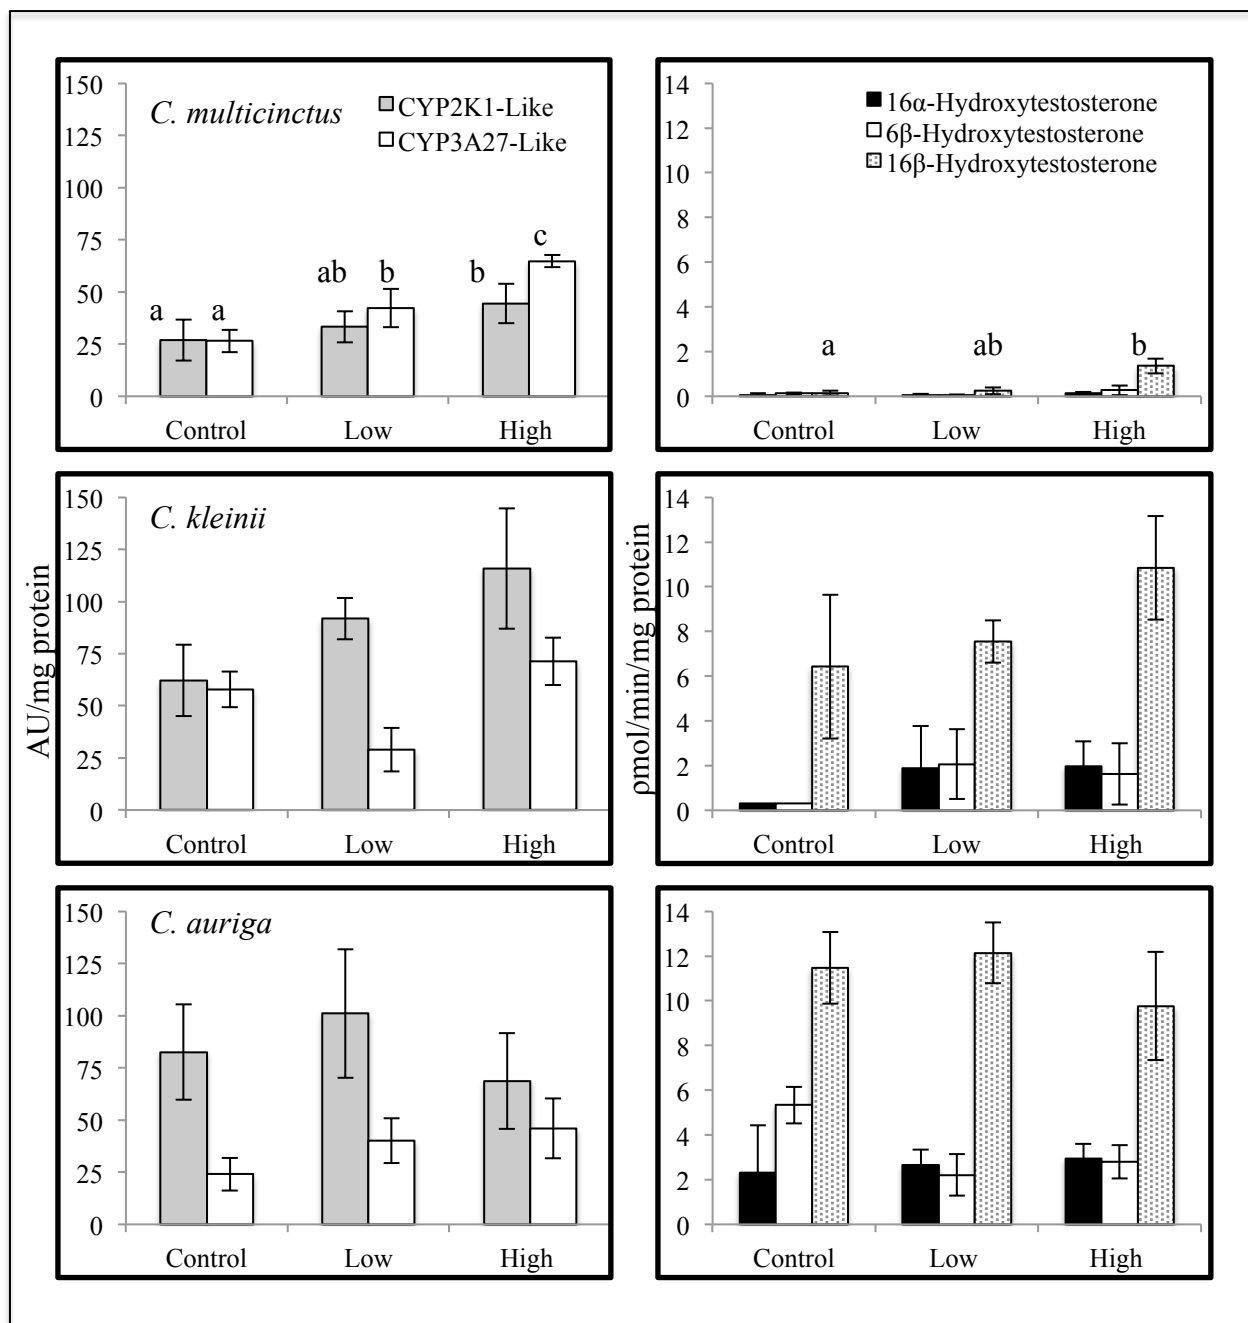 150
125
100
75
50
25
0
C. multicinctus
CYP2K1-Like
CYP3A27-Like
a a ab b b c
Control Low High
14
12
10
8
6
4
2
0
16α-Hydroxytestosterone
6β-Hydroxytestosterone
16β-Hydroxytestosterone
a ab b
Control Low High
AU/mg protein
150
125
100
75
50
25
0
C. kleinii
Control Low High
ρmol/min/mg protein
14
12
10
8
6
4
2
0
Control Low High
150
125
100
75
50
25
0
C. auriga
Control Low High
14
12
10
8
6
4
2
0
Control Low High